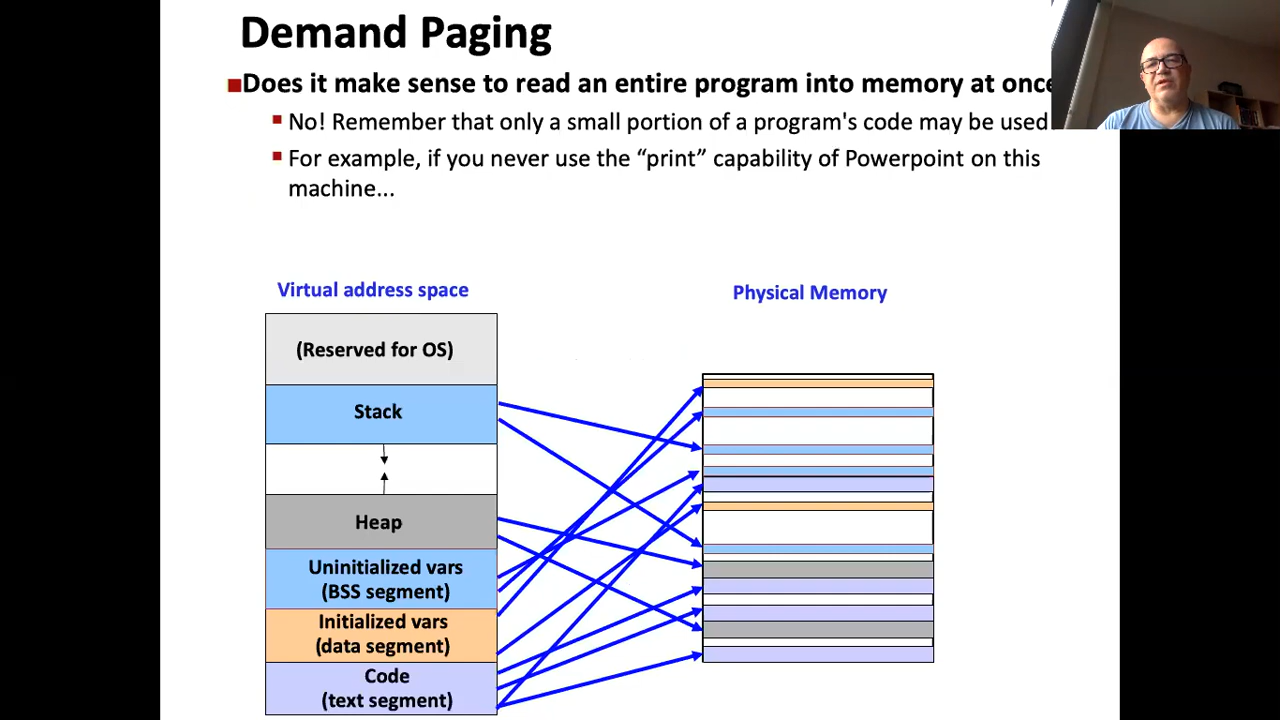 Demand Paging
Does it make sense to read an entire program into memory at once
No! Remember that only a small portion of a program's code may be used
For example, if you never use the “print” capability of Powerpoint on this
machine...
Virtual address space
Physical Memory
(Reserved for OS)
Stack
Heap
Uninitialized vars
(BSS segment)
Initialized vars
(data segment)
Code
(text segment)